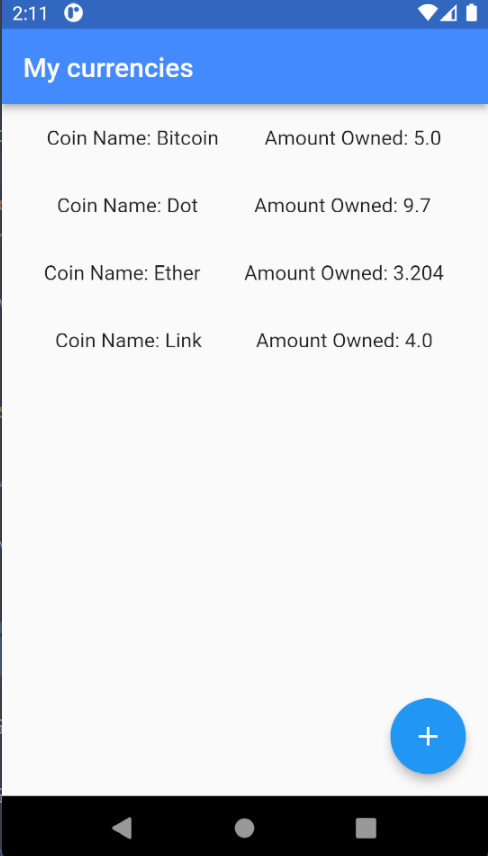 2:11
My currencies
Coin Name: Bitcoin Amount Owned: 5.0
Coin Name: Dot Amount Owned: 9.7
Coin Name: Ether Amount Owned: 3.204
Coin Name: Link Amount Owned: 4.0